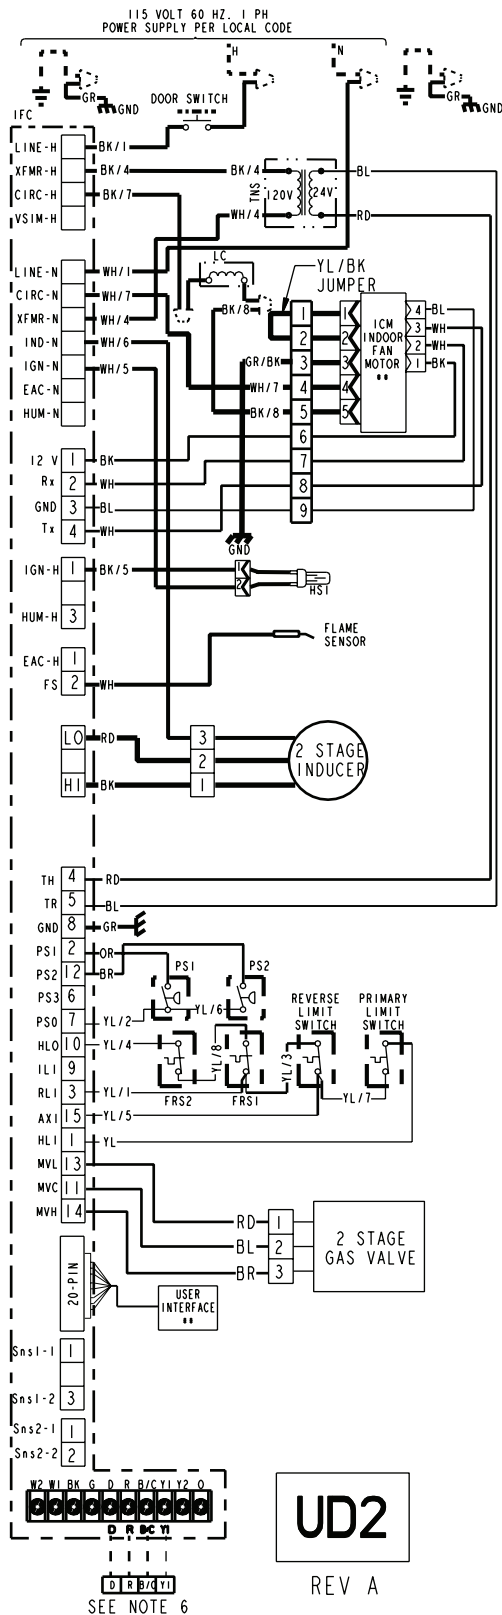 115 VOLT 60 HZ. 1 PH
POWER SUPPLY PER LOCAL CODE
H
N
GR
GND
GR
GND
DOOR SWITCH
IFC
LINE-H
BK/1
XFMR-H
BK/4
BK/4
120V
24V
BL
CIRC-H
BK/7
TNS
VSIM-H
WH/4
RD
LC
YL/BK
JUMPER
LINE-N
WH/1
CIRC-N
WH/7
XFMR-N
WH/4
IND-N
WH/6
IGN-N
WH/5
EAC-N
HUM-N
BK/8
GR/BK
WH/7
BK/8
1
2
3
4
5
6
7
8
9
1
2
3
4
5
ICM
INDOOR
FAN
MOTOR
**
4 BL
3 WH
2 WH
1 BK
12 V 1 BK
Rx 2 WH
GND 3 BL
Tx 4 WH
GND
IGN-H 1 BK/5
HUM-H 3
1
2
HSI
EAC-H 1
FS 2 WH
FLAME
SENSOR
LO RD
HI BK
3
2
1
2 STAGE
INDUCER
TH 4 RD
TR 5 BL
GND 8 GR
PS1 2 OR
PS2 12 BR
PS3 6
PS0 7 YL/2
HLO 10 YL/4
IL1 9
RL1 3 YL/1
AX1 15 YL/5
HL1 1 YL
MVL 13
MVC 11
MVH 14
PS1
PS2
YL/6
REVERSE
LIMIT
SWITCH
PRIMARY
LIMIT
SWITCH
YL/8
YL/3
FRS2
FRS1
YL/7
RD 1
BL 2
BR 3
2 STAGE
GAS VALVE
20-PIN
USER
INTERFACE
**
Sns1-1 1
Sns1-2 3
Sns2-1 1
Sns2-2 2
W2 W1 BK G D R B/C Y1 Y2 O
D R BC Y1
D R B/C Y1
SEE NOTE 6
UD2
REV A